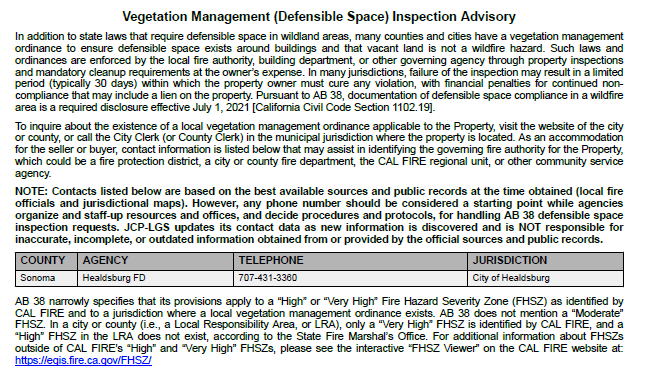 Vegetation Management (Defensible Space) Inspection Advisory
In addition to state laws that require defensible space in wildland areas, many counties and cities have a vegetation management
ordinance to ensure defensible space exists around buildings and that vacant land is not a wildfire hazard. Such laws and
ordinances are enforced by the local fire authority, building department, or other governing agency through property inspections
and mandatory cleanup requirements at the owner's expense. In many jurisdictions, failure of the inspection may result in a limited
period (typically 30 days) within which the property owner must cure any violation, with financial penalties for continued non-
compliance that may include a lien on the property. Pursuant to AB 38, documentation of defensible space compliance in a wildfire
area is a required disclosure effective July 1, 2021 [California Civil Code Section 1102.19].
To inquire about the existence of a local vegetation management ordinance applicable to the Property, visit the website of the city
or county, or call the City Clerk (or County Clerk) in the municipal jurisdiction where the property is located. As an accommodation
for the seller or buyer, contact information is listed below that may assist in identifying the governing fire authority for the Property,
which could be a fire protection district, a city or county fire department, the CAL FIRE regional unit, or other community service
agency.
NOTE: Contacts listed below are based on the best available sources and public records at the time obtained (local fire
officials and jurisdictional maps). However, any phone number should be considered a starting point while agencies
organize and staff-up resources and offices, and decide procedures and protocols, for handling AB 38 defensible space
inspection requests. JCP-LGS updates its contact data as new information is discovered and is NOT responsible for
inaccurate, incomplete, or outdated information obtained from or provided by the official sources and public records.
COUNTY AGENCY TELEPHONE JURISDICTION
Sonoma Healdsburg FD 707-431-3360 City of Healdsburg
AB 38 narrowly specifies that its provisions apply to a "High" or "Very High" Fire Hazard Severity Zone (FHSZ) as identified by
CAL FIRE and to a jurisdiction where a local vegetation management ordinance exists. AB 38 does not mention a "Moderate"
FHSZ. In a city or county (i.e., a Local Responsibility Area, or LRA), only a "Very High" FHSZ is identified by CAL FIRE, and a
"High" FHSZ in the LRA does not exist, according to the State Fire Marshal's Office. For additional information about FHSZs
outside of CAL FIRE's "High" and "Very High" FHSZs, please see the interactive "FHSZ Viewer" on the CAL FIRE website at:
https://egis.fire.ca.gov/FHSZ/